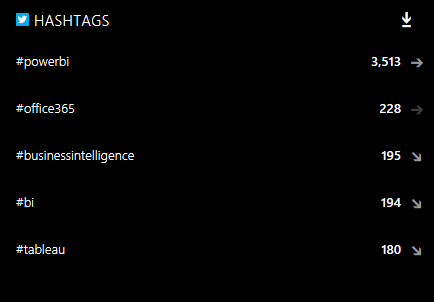 HASHTAGS
#powerbi 3,513
#office365 228
#businessintelligence 195
#bi 194
#tableau 180